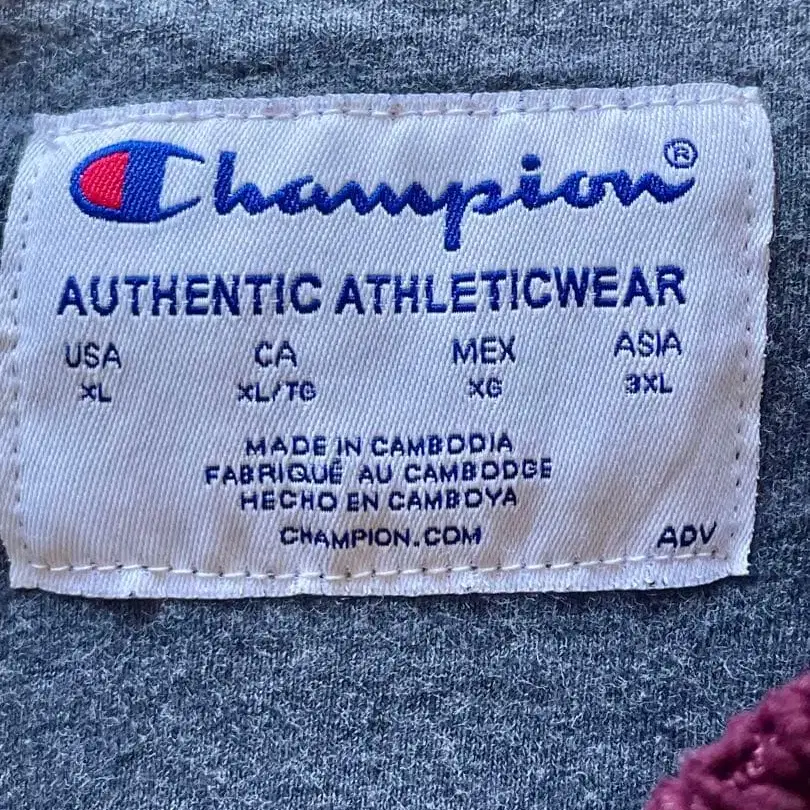 Champion®
AUTHENTIC ATHLETICWEAR
USA CA MEX ASIA
XL XL/TG XG 3XL
MADE IN CAMBODIA
FABRIQUÉ AU CAMBODGE
HECHO EN CAMBOYA
CHAMPION.COM ADV